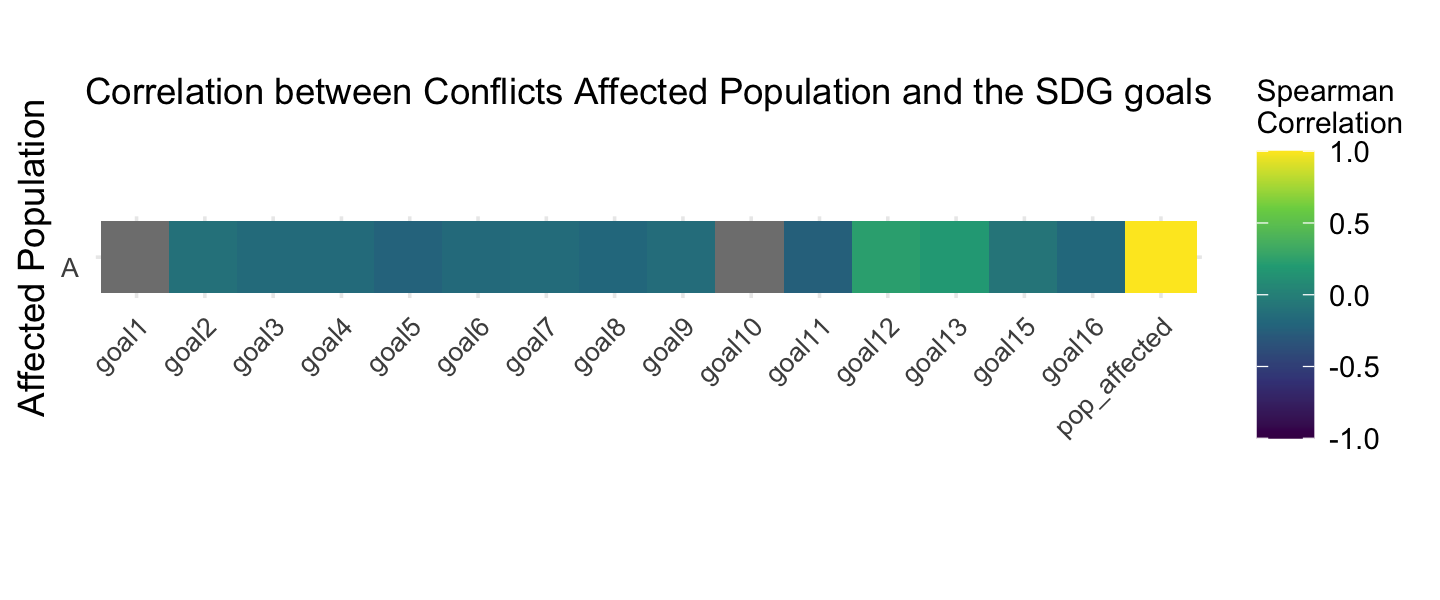 Correlation between Conflicts Affected Population and the SDG goals
Affected Population
A
goal1
goal2
goal3
goal4
goal5
goal6
goal7
goal8
goal9
goal10
goal11
goal12
goal13
goal15
goal16
pop_affected
Spearman
Correlation
1.0
0.5
0.0
-0.5
-1.0